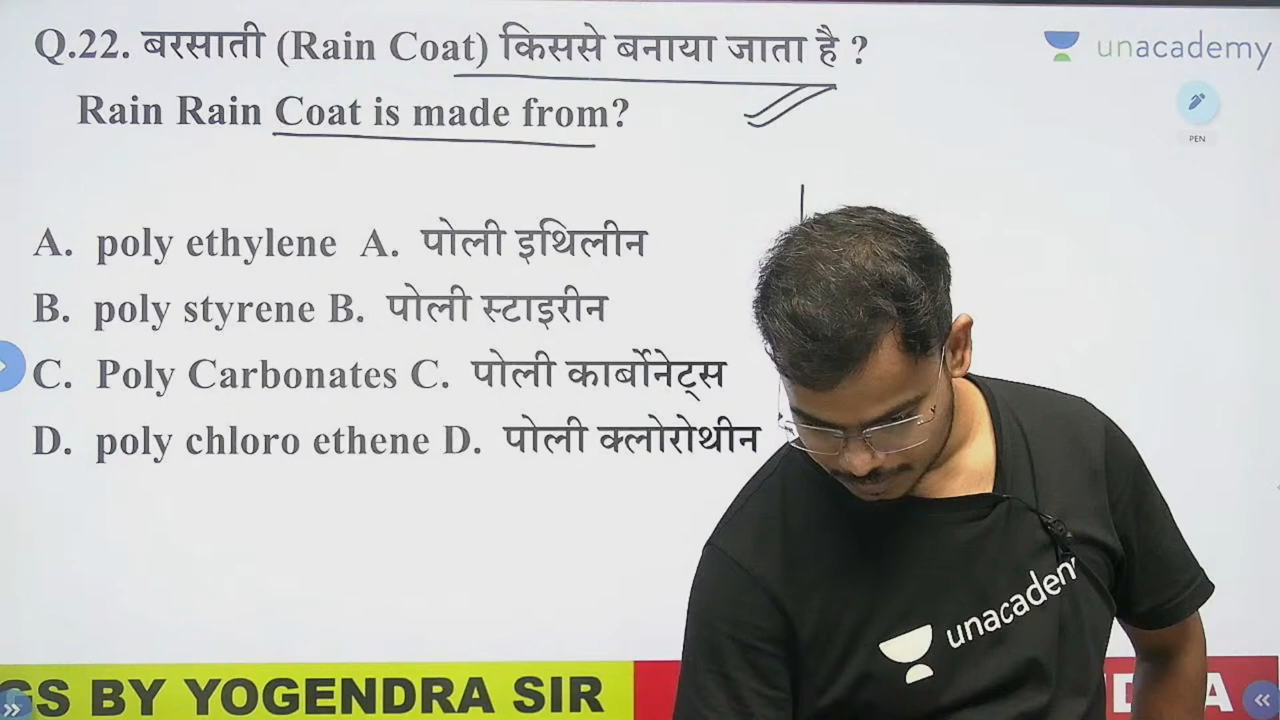 Q.22. बरसाती (Rain Coat) किससे बनाया जाता है ?
unacademy
Rain Rain Coat is made from?
PEN
A. poly ethylene A. पोली इथिलीन
B. poly styrene B. पोली स्टाइरीन
C. Poly Carbonates C. पोली कार्बोनेट्स
D. poly chloro ethene D. पोली क्लोरोथीन
unacademy
GS BY YOGENDRA SIR